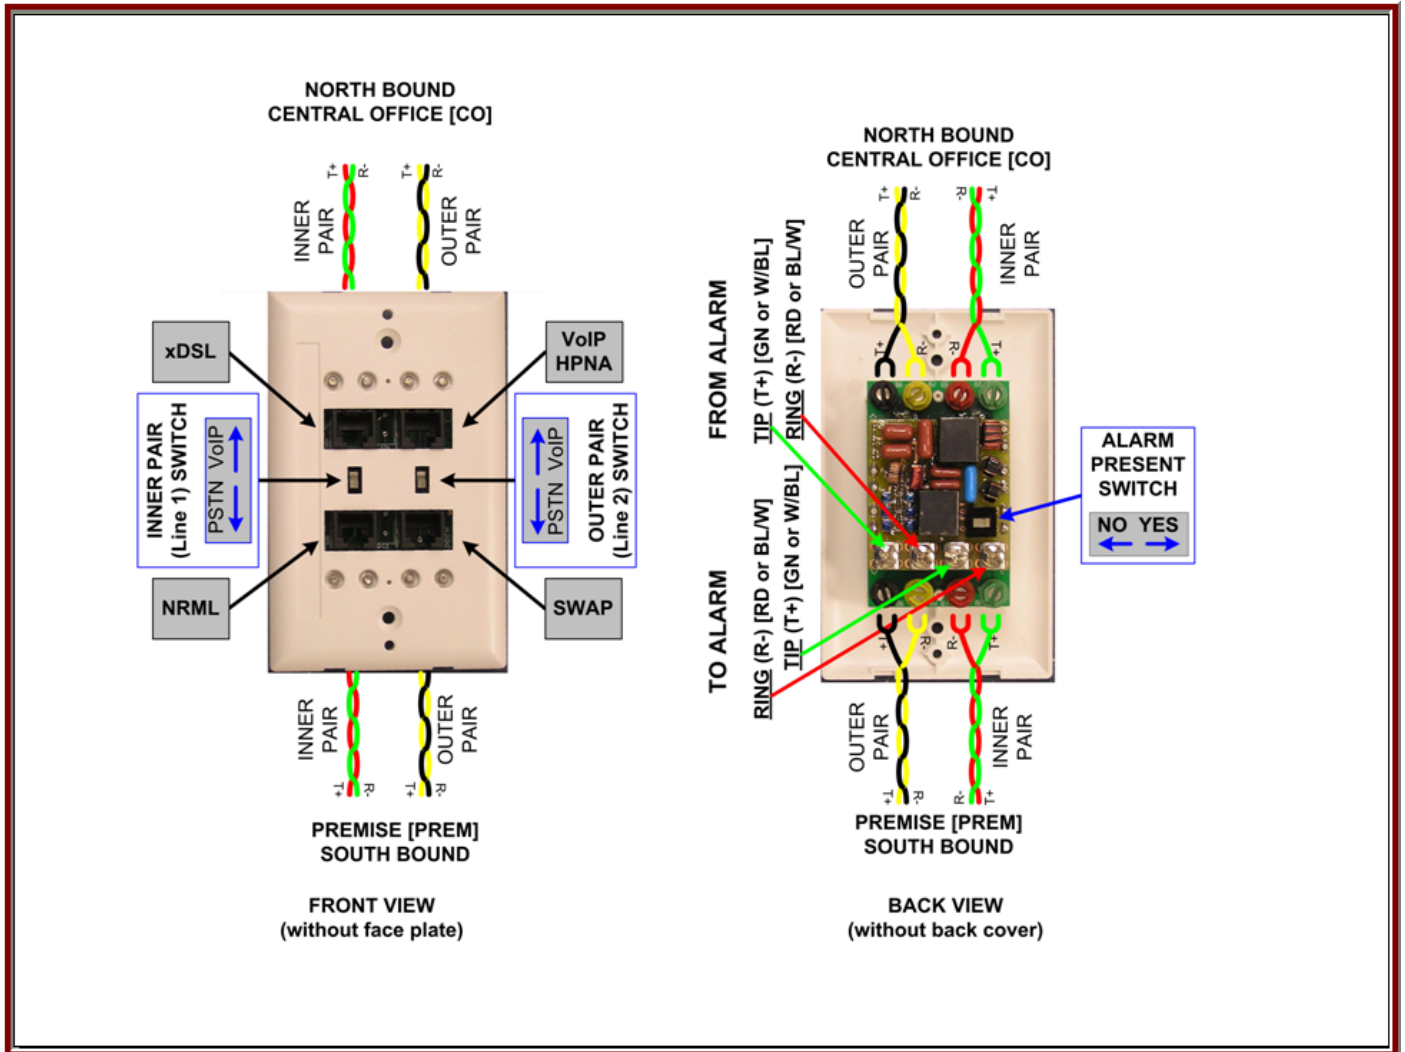 NORTH BOUND
CENTRAL OFFICE [CO]
T+
R-
T+
R-
INNER
PAIR
OUTER
PAIR
xDSL
VoIP
HPNA
INNER PAIR
(Line 1) SWITCH
PSTN VoIP
PSTN VoIP
OUTER PAIR
(Line 2) SWITCH
NRML
SWAP
INNER
PAIR
OUTER
PAIR
T+
R-
T+
R-
PREMISE [PREM]
SOUTH BOUND
FRONT VIEW
(without face plate)
NORTH BOUND
CENTRAL OFFICE [CO]
T+
R-
R-
T+
OUTER
PAIR
INNER
PAIR
FROM ALARM
TIP (T+) [GN or W/BL]
RING (R-) [RD or BL/W]
T+
R-
R-
T+
ALARM
PRESENT
SWITCH
NO YES
TO ALARM
RING (R-) [RD or BL/W]
TIP (T+) [GN or W/BL]
T+
R-
R-
T+
OUTER
PAIR
INNER
PAIR
T+
R-
R-
T+
PREMISE [PREM]
SOUTH BOUND
BACK VIEW
(without back cover)